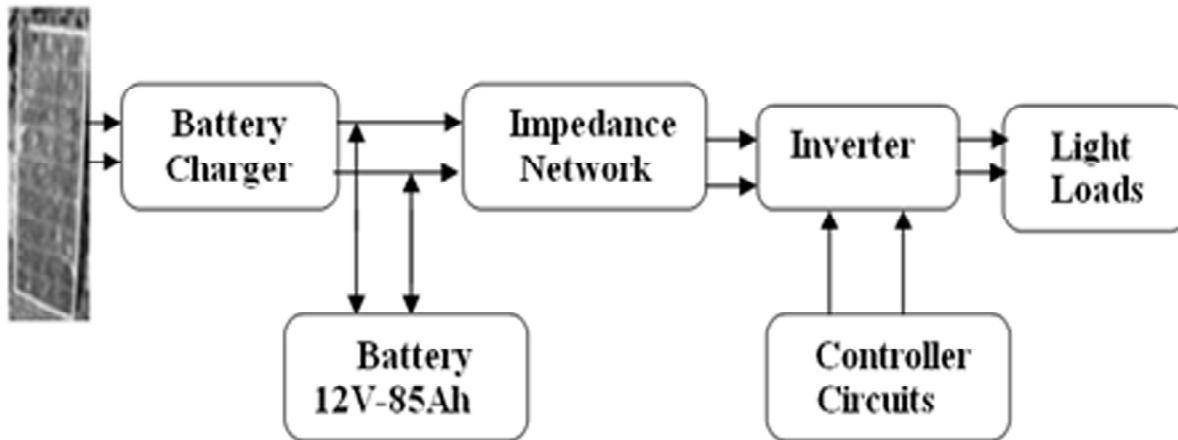 Battery
Charger
Impedance
Network
Inverter
Light
Loads
Battery
12V-85Ah
Controller
Circuits